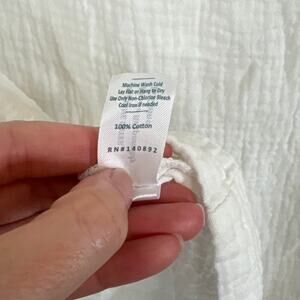 Machine Wash Cold
Lay Flat or Hang to Dry
Use Only Non-Chlorine Bleach
Cool Iron if needed
100% Cotton
RN#140892